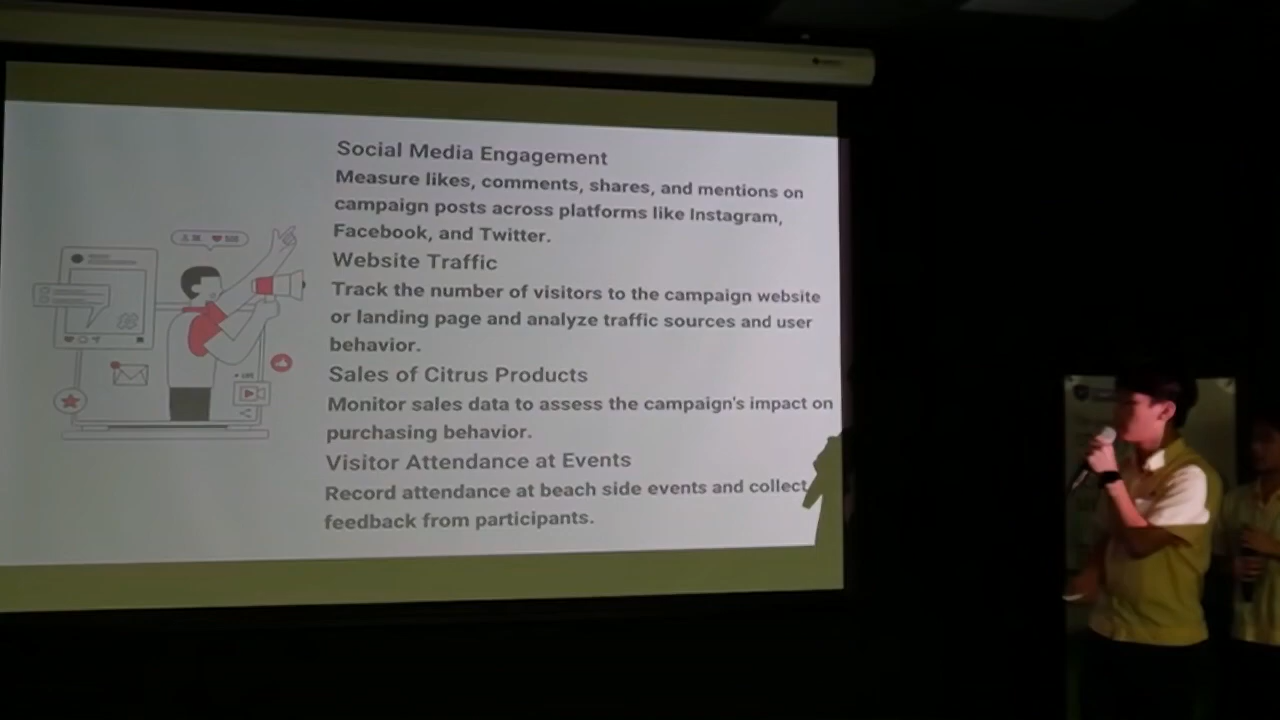 Social Media Engagement
Measure likes, comments, shares, and mentions on
campaign posts across platforms like Instagram,
Facebook, and Twitter.
Website Traffic
Track the number of visitors to the campaign website
or landing page and analyze traffic sources and user
behavior.
Sales of Citrus Products
Monitor sales data to assess the campaign's impact on
purchasing behavior.
Visitor Attendance at Events
Record attendance at beach side events and collect
feedback from participants.